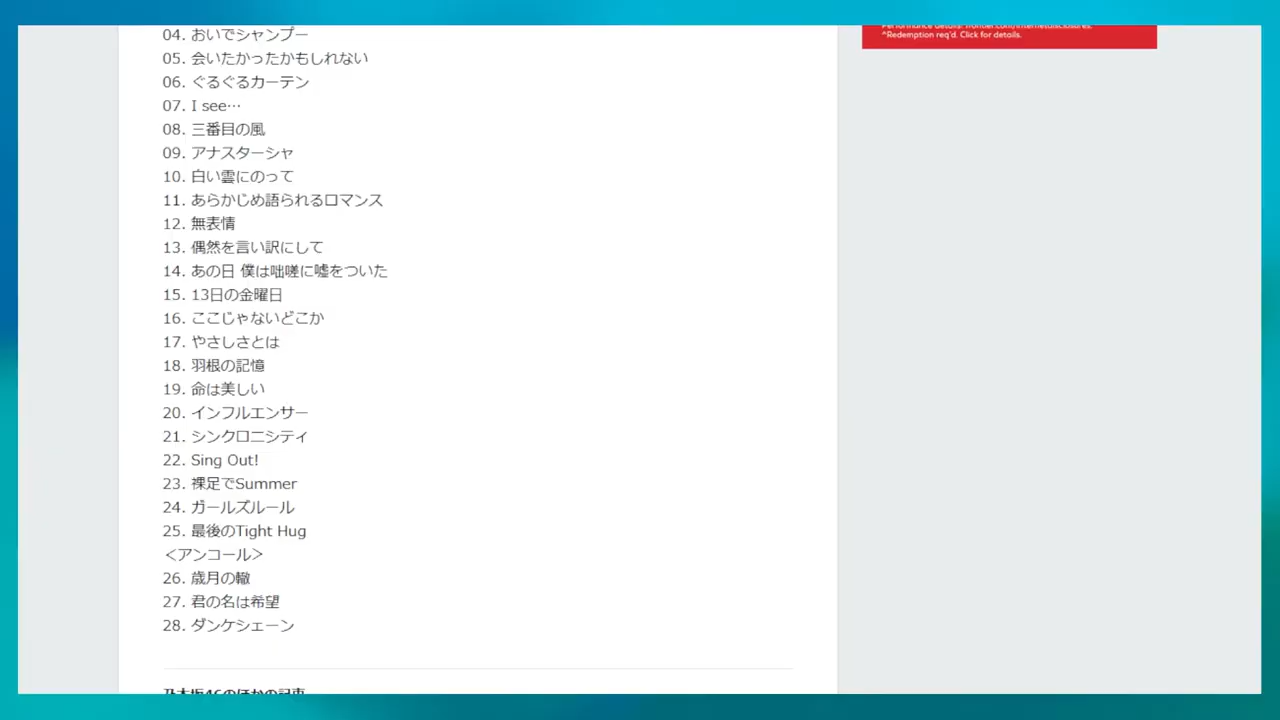 04. おいでシャンプー
05. 会いたかったかもしれない
06. ぐるぐるカーテン
07. I see…
08. 三番目の風
09. アナスターシャ
10. 白い雲にのって
11. あらかじめ語られるロマンス
12. 無表情
13. 偶然を言い訳にして
14. あの日 僕は咄嗟に嘘をついた
15. 13日の金曜日
16. ここじゃないどこか
17. やさしさとは
18. 羽根の記憶
19. 命は美しい
20. インフルエンサー
21. シンクロニシティ
22. Sing Out!
23. 裸足でSummer
24. ガールズルール
25. 最後のTight Hug
＜アンコール＞
26. 歳月の轍
27. 君の名は希望
28. ダンケシェーン
乃木坂46のほかの記事
^Redemption req'd. Click for details.